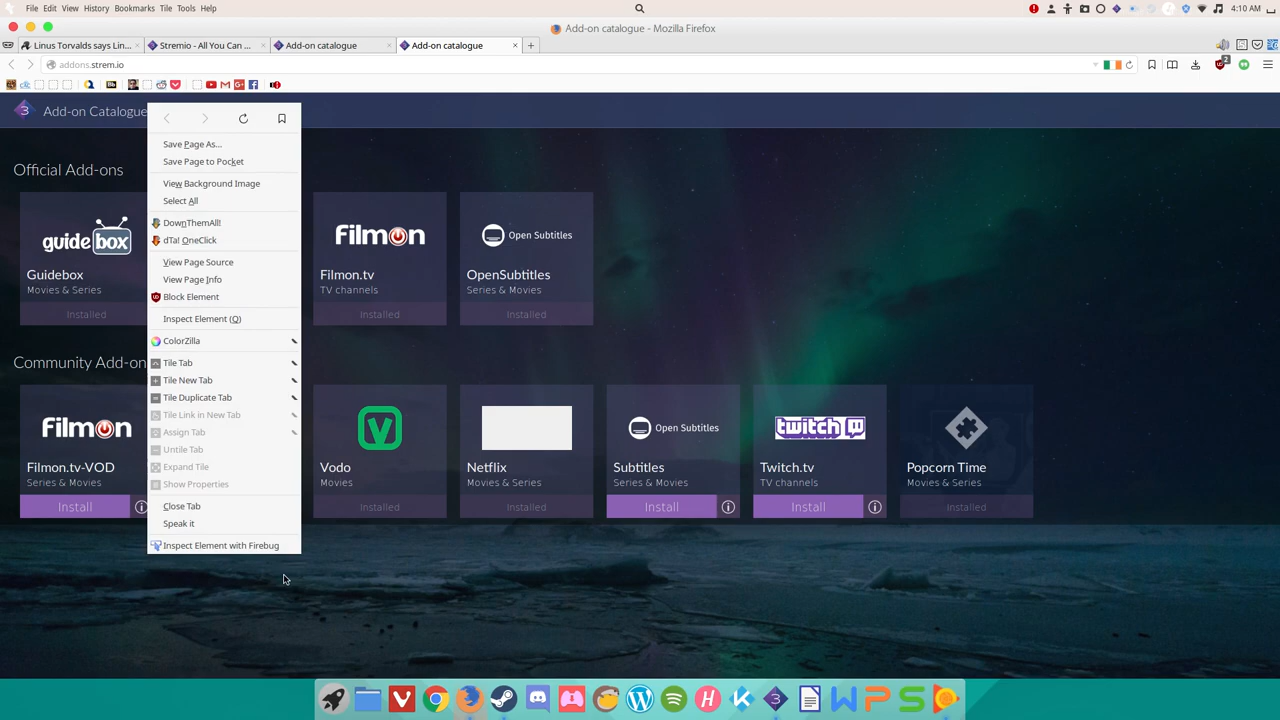 File Edit View History Bookmarks Tile Tools Help
4:10 AM
Add-on catalogue - Mozilla Firefox
Linus Torvalds says Lin...
Stremio - All You Can ...
Add-on catalogue
Add-on catalogue
addons.strem.io
2
Add-on Catalogue
Save Page As...
Save Page to Pocket
View Background Image
Select All
DownThemAll!
dTa! OneClick
View Page Source
View Page Info
Block Element
Inspect Element (Q)
ColorZilla
Tile Tab
Tile New Tab
Tile Duplicate Tab
Tile Link in New Tab
Assign Tab
Untile Tab
Expand Tile
Show Properties
Close Tab
Speak it
Inspect Element with Firebug
Official Add-ons
guidebox
Guidebox
Movies & Series
Installed
Filmon
Filmon.tv
TV channels
Installed
Open Subtitles
OpenSubtitles
Series & Movies
Installed
Community Add-on
Filmon
Filmon.tv-VOD
Series & Movies
Install
Vodo
Movies
Installed
Netflix
Movies & Series
Installed
Open Subtitles
Subtitles
Series & Movies
Install
twitch
Twitch.tv
TV channels
Install
Popcorn Time
Movies & Series
Installed